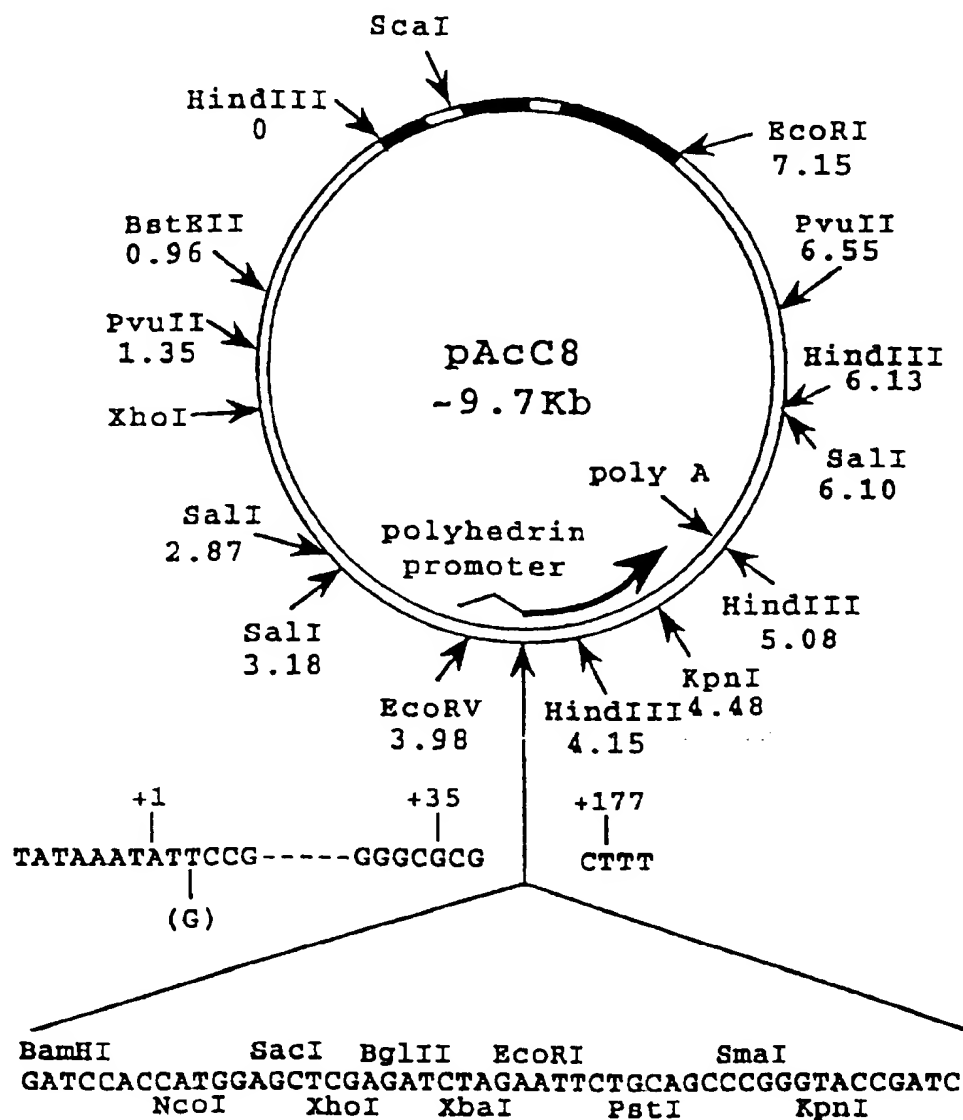 ScaI
HindIII
0
EcoRI
7.15
BstEII
0.96
PvuII
6.55
PvuII
1.35
pAcC8
~9.7Kb
HindIII
6.13
XhoI
SalI
6.10
poly A
SalI
2.87
polyhedrin
promoter
HindIII
5.08
SalI
3.18
KpnI
4.48
EcoRV
3.98
HindIII
4.15
+1
+35
+177
TATAAATATTCCG-----GGGCGCG
CTTT
(G)
BamHI SacI BglII EcoRI SmaI
GATCCACCATGGAGCTCGAGATCTAGAATTCTGCAGCCCGGGTACCGATC
NcoI XhoI XbaI PstI KpnI